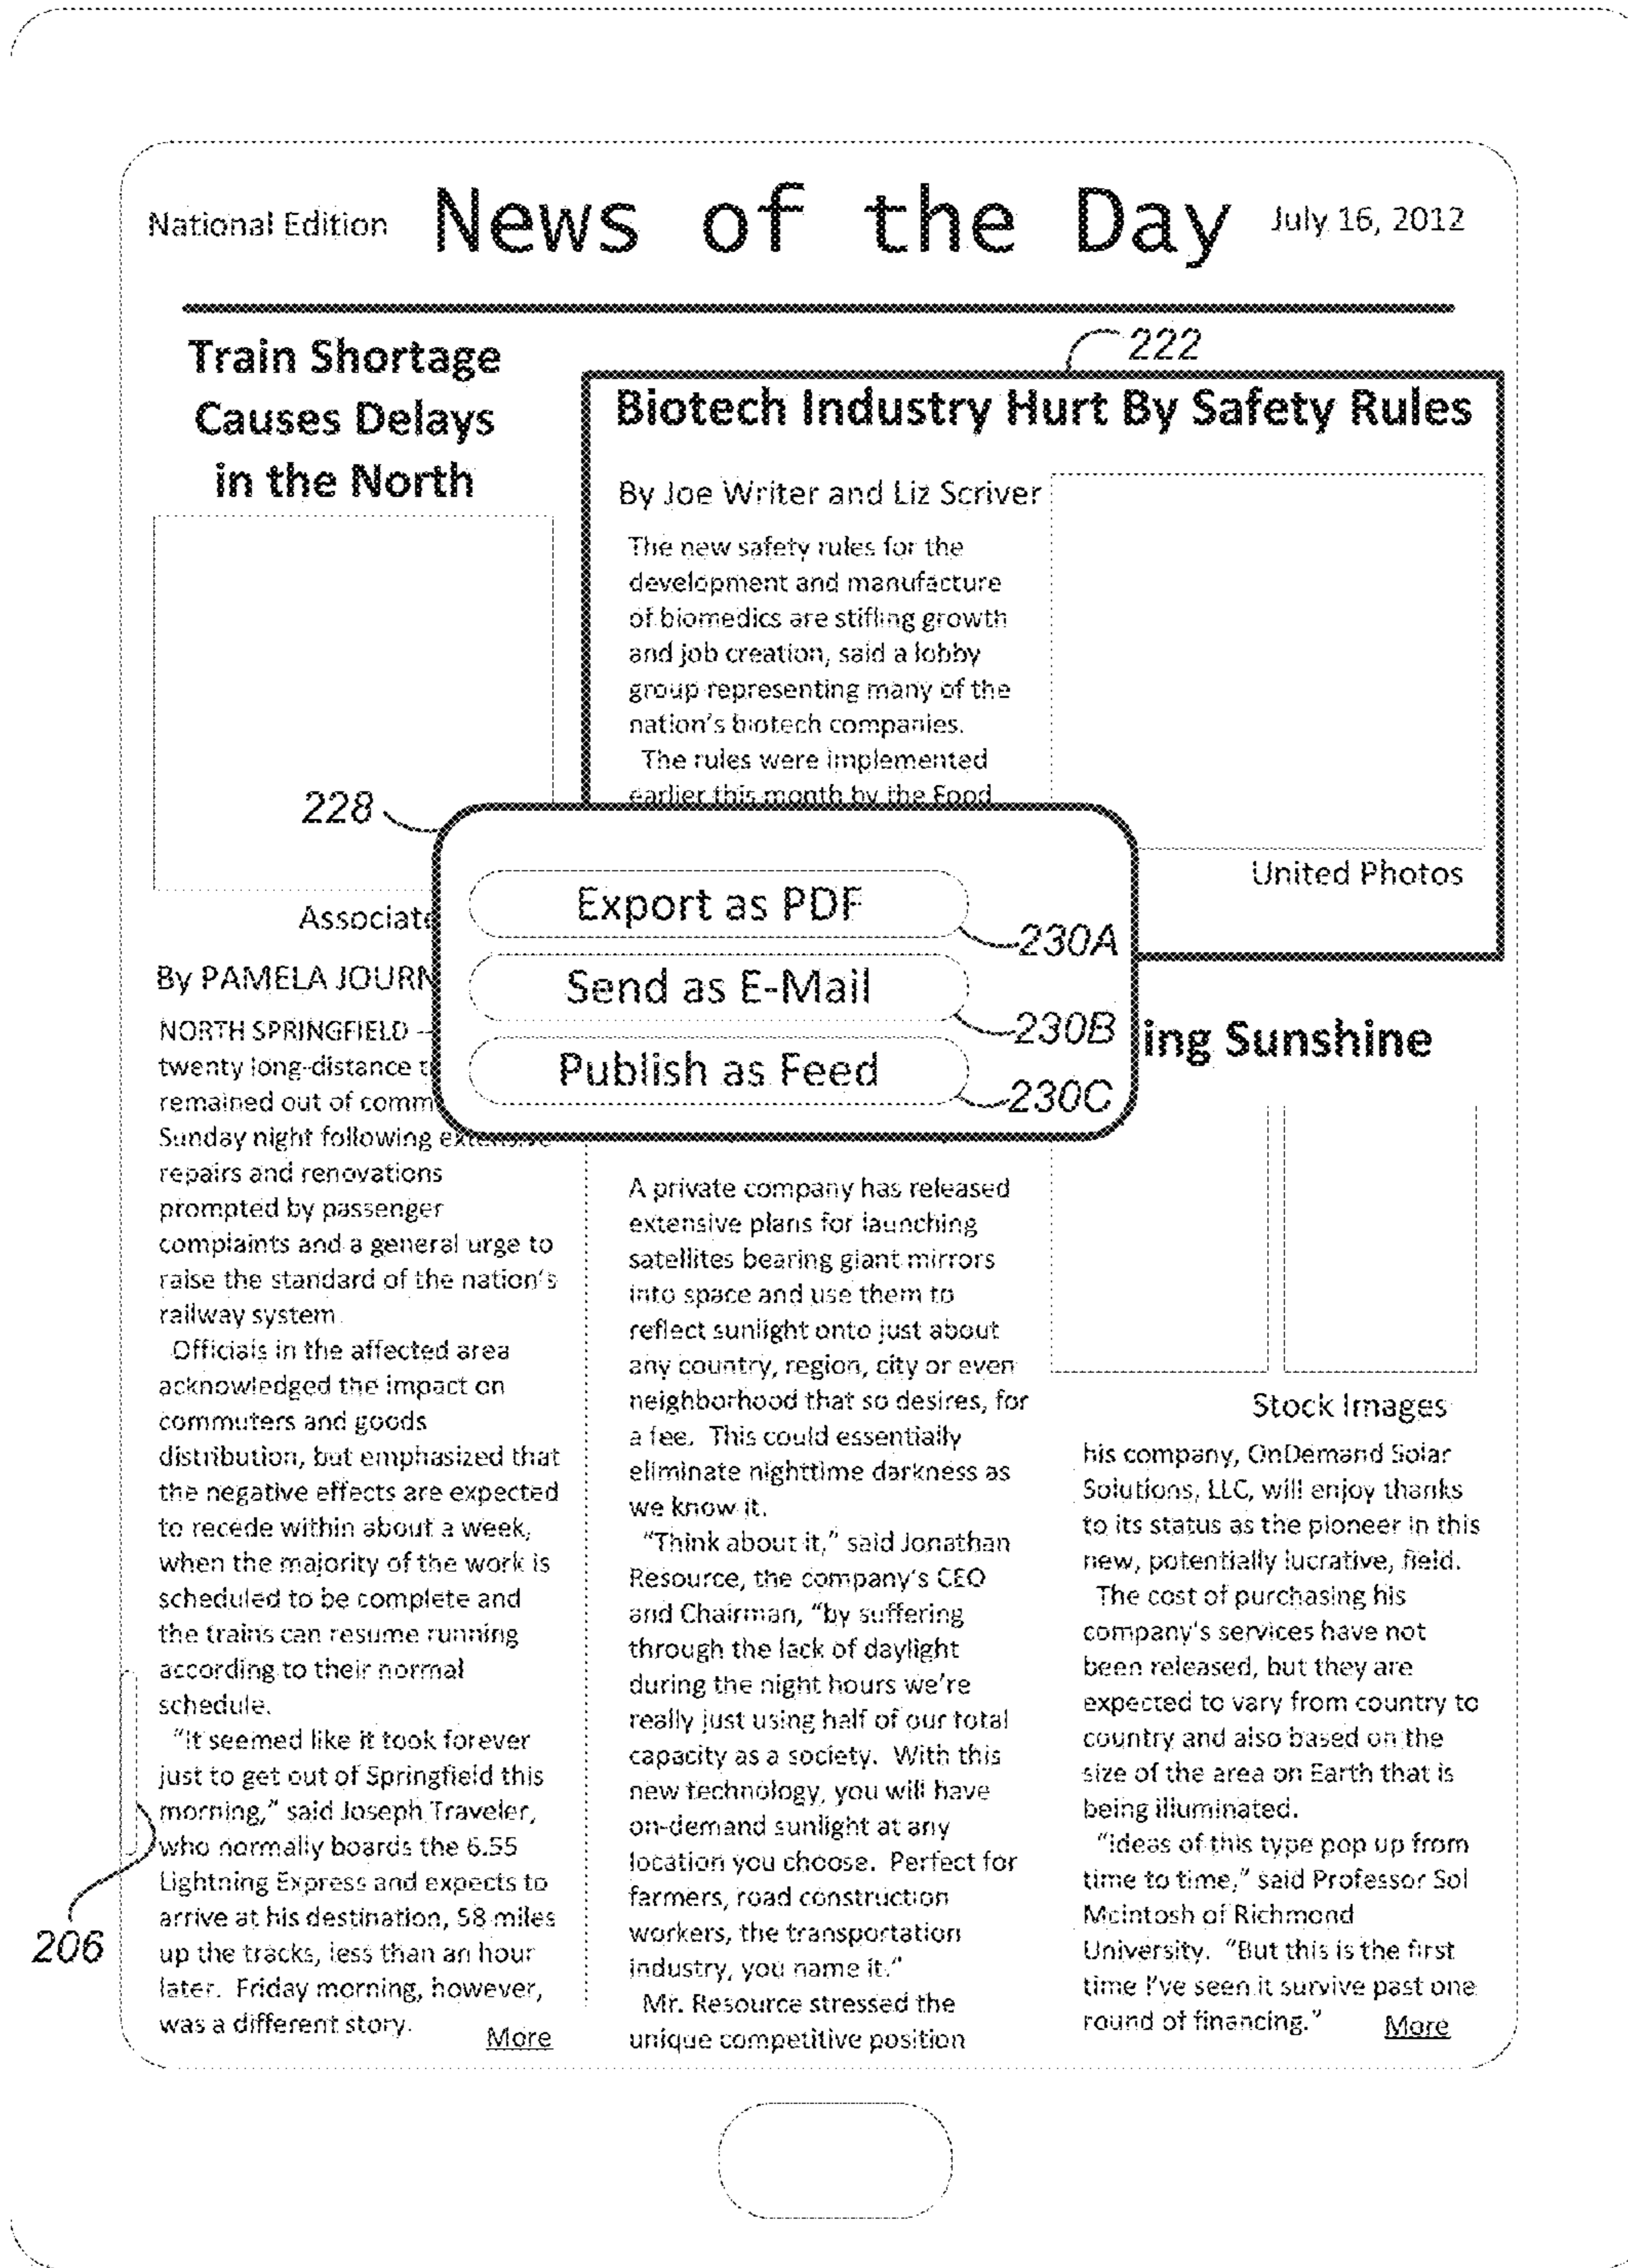 National Edition
News of the Day
July 16, 2012
Train Shortage
Causes Delays
in the North
222
Biotech Industry Hurt By Safety Rules
By Joe Writer and Liz Scriver
The new safety rules for the
development and manufacture
of biomedics are stifling growth
and job creation, said a lobby
group representing many of the
nation's biotech companies.
The rules were implemented
earlier this month by the Food
United Photos
228
Export as PDF
230A
Send as E-Mail
230B
Publish as Feed
230C
Associate
By PAMELA JOURN
NORTH SPRINGFIELD –
twenty long-distance t
remained out of comm
Sunday night following extensive
repairs and renovations
prompted by passenger
complaints and a general urge to
raise the standard of the nation's
railway system.
Officials in the affected area
acknowledged the impact on
commuters and goods
distribution, but emphasized that
the negative effects are expected
to recede within about a week,
when the majority of the work is
scheduled to be complete and
the trains can resume running
according to their normal
schedule.
"It seemed like it took forever
just to get out of Springfield this
morning," said Joseph Traveler,
who normally boards the 6.55
Lightning Express and expects to
arrive at his destination, 58 miles
up the tracks, less than an hour
later.  Friday morning, however,
was a different story.
More
206
ing Sunshine
A private company has released
extensive plans for launching
satellites bearing giant mirrors
into space and use them to
reflect sunlight onto just about
any country, region, city or even
neighborhood that so desires, for
a fee.  This could essentially
eliminate nighttime darkness as
we know it.
"Think about it," said Jonathan
Resource, the company's CEO
and Chairman, "by suffering
through the lack of daylight
during the night hours we're
really just using half of our total
capacity as a society.  With this
new technology, you will have
on-demand sunlight at any
location you choose.  Perfect for
farmers, road construction
workers, the transportation
industry, you name it."
Mr. Resource stressed the
unique competitive position
Stock Images
his company, OnDemand Solar
Solutions, LLC, will enjoy thanks
to its status as the pioneer in this
new, potentially lucrative, field.
The cost of purchasing his
company's services have not
been released, but they are
expected to vary from country to
country and also based on the
size of the area on Earth that is
being illuminated.
"Ideas of this type pop up from
time to time," said Professor Sol
McIntosh of Richmond
University.  "But this is the first
time I've seen it survive past one
round of financing."
More